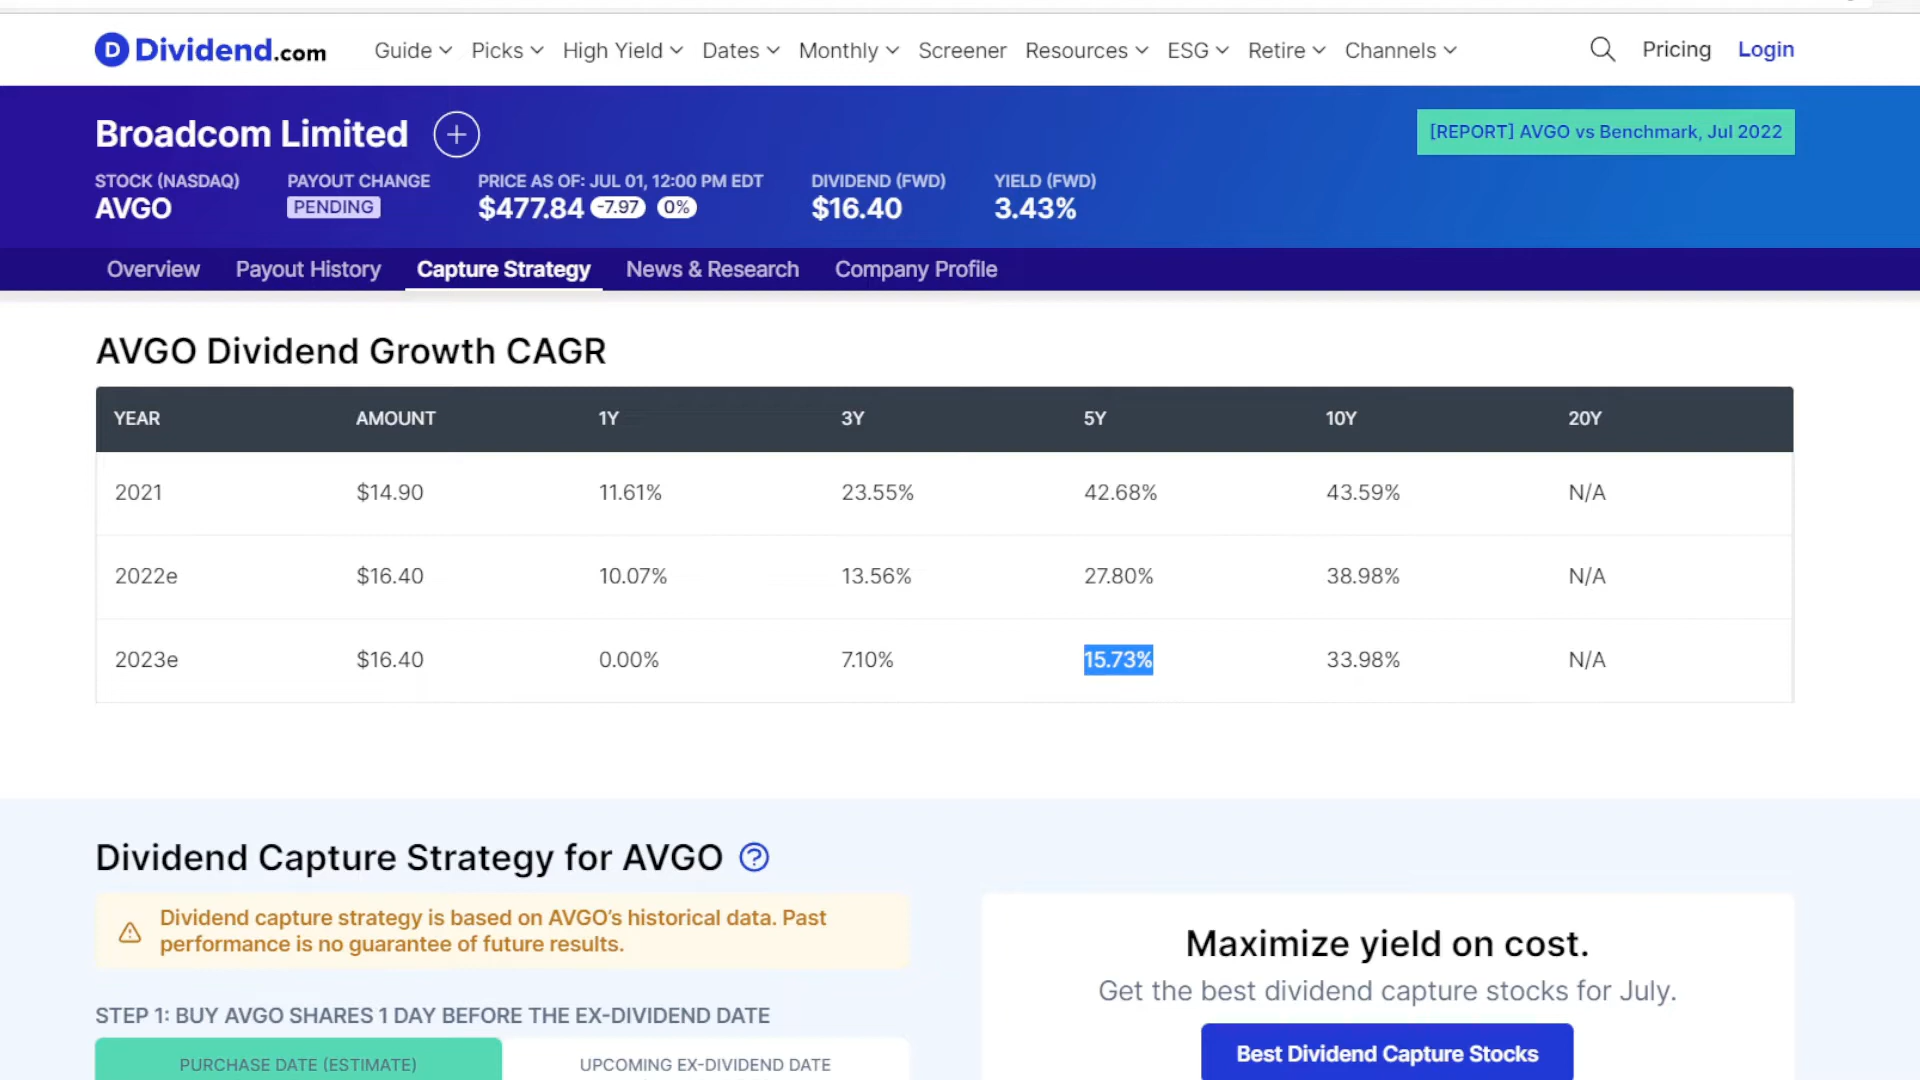 Dividend.com
Guide Picks High Yield Dates Monthly Screener Resources ESG Retire Channels Pricing Login
Broadcom Limited
[REPORT] AVGO vs Benchmark, Jul 2022
STOCK (NASDAQ) PAYOUT CHANGE PRICE AS OF: JUL 01, 12:00 PM EDT DIVIDEND (FWD) YIELD (FWD)
AVGO PENDING $477.84 -7.97 0% $16.40 3.43%
Overview Payout History Capture Strategy News & Research Company Profile
AVGO Dividend Growth CAGR
YEAR AMOUNT 1Y 3Y 5Y 10Y 20Y
2021 $14.90 11.61% 23.55% 42.68% 43.59% N/A
2022e $16.40 10.07% 13.56% 27.80% 38.98% N/A
2023e $16.40 0.00% 7.10% 15.73% 33.98% N/A
Dividend Capture Strategy for AVGO ?
Dividend capture strategy is based on AVGO's historical data. Past
performance is no guarantee of future results.
STEP 1: BUY AVGO SHARES 1 DAY BEFORE THE EX-DIVIDEND DATE
PURCHASE DATE (ESTIMATE) UPCOMING EX-DIVIDEND DATE
Maximize yield on cost.
Get the best dividend capture stocks for July.
Best Dividend Capture Stocks